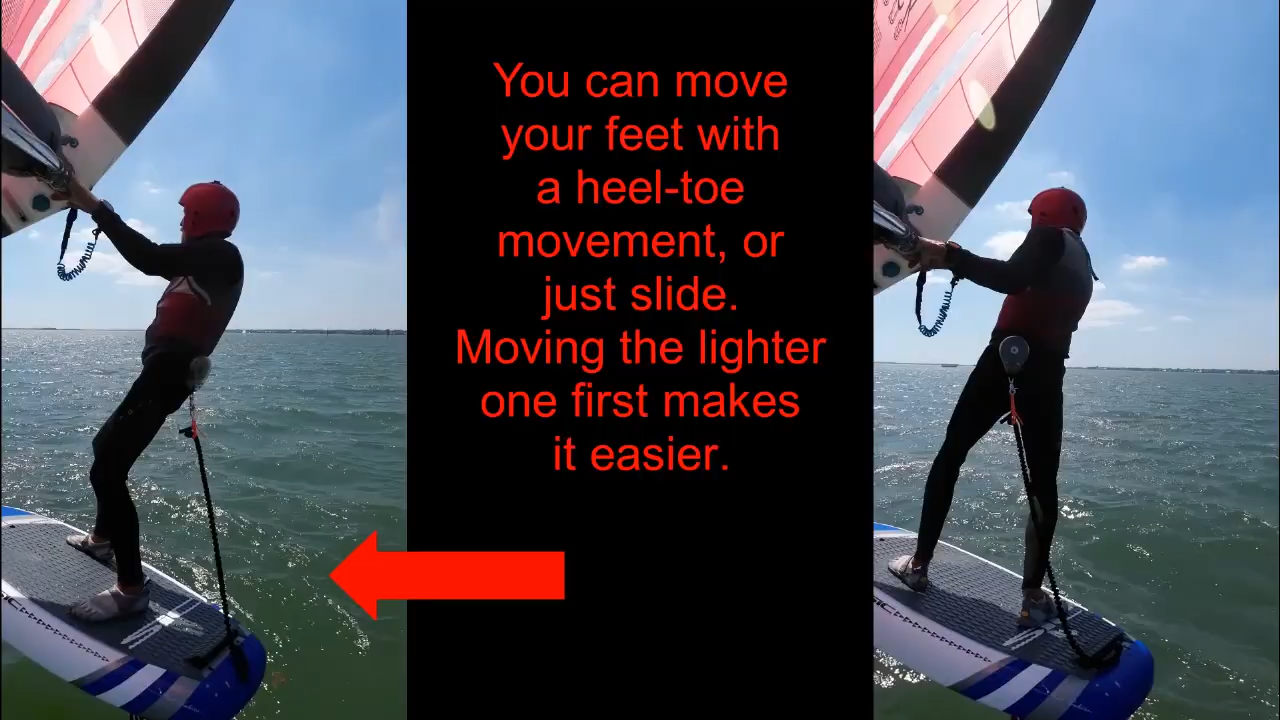 You can move
your feet with
a heel-toe
movement, or
just slide.
Moving the lighter
one first makes
it easier.